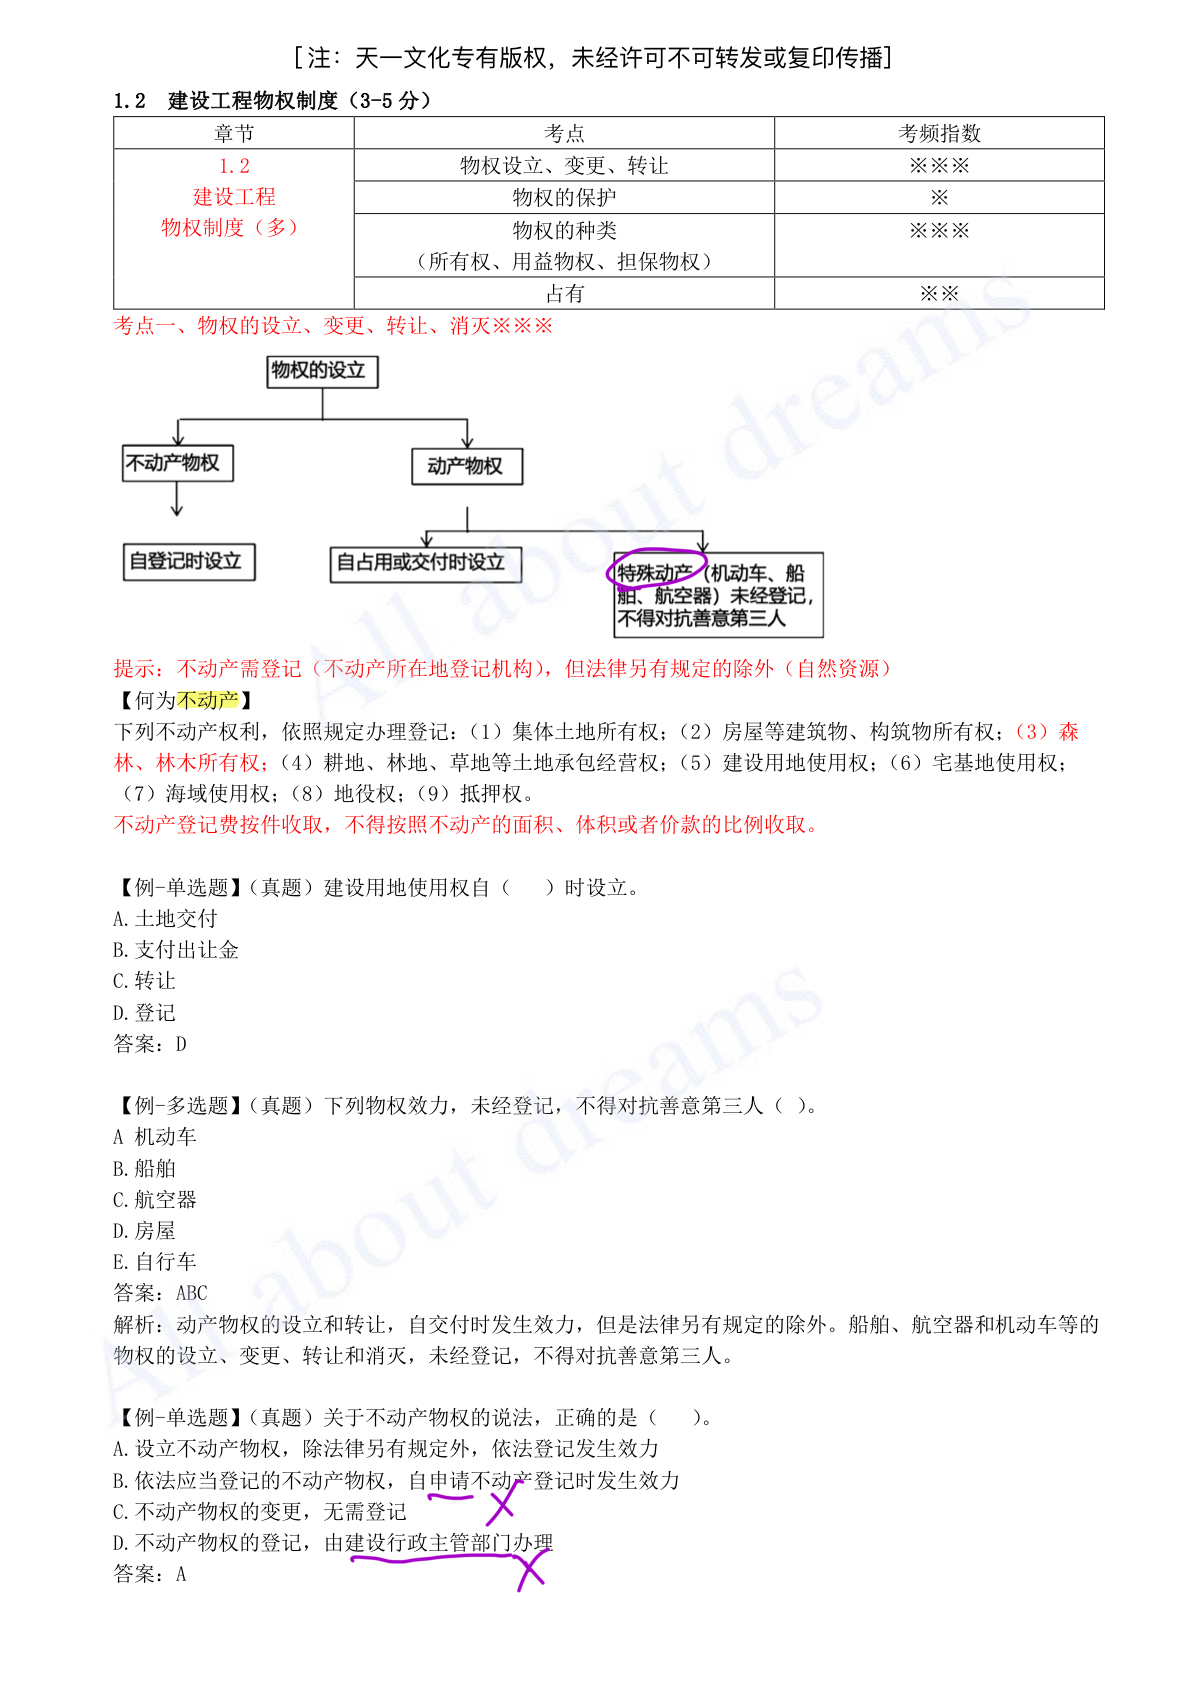 [注：天一文化专有版权，未经许可不可转发或复印传播]
1.2 建设工程物权制度（3-5 分）
章节 考点 考频指数
1.2 物权设立、变更、转让 ※※※
建设工程 物权的保护 ※
物权制度（多） 物权的种类 ※※※
（所有权、用益物权、担保物权）
占有 ※※
考点一、物权的设立、变更、转让、消灭※※※
物权的设立
不动产物权 动产物权
自登记时设立 自占用或交付时设立 特殊动产（机动车、船
舶、航空器）未经登记，
不得对抗善意第三人
提示：不动产需登记（不动产所在地登记机构），但法律另有规定的除外（自然资源）
【何为不动产】
下列不动产权利，依照规定办理登记：（1）集体土地所有权；（2）房屋等建筑物、构筑物所有权；（3）森
林、林木所有权；（4）耕地、林地、草地等土地承包经营权；（5）建设用地使用权；（6）宅基地使用权；
（7）海域使用权；（8）地役权；（9）抵押权。
不动产登记费按件收取，不得按照不动产的面积、体积或者价款的比例收取。
【例-单选题】（真题）建设用地使用权自（ ）时设立。
A.土地交付
B.支付出让金
C.转让
D.登记
答案：D
【例-多选题】（真题）下列物权效力，未经登记，不得对抗善意第三人（ ）。
A 机动车
B.船舶
C.航空器
D.房屋
E.自行车
答案：ABC
解析：动产物权的设立和转让，自交付时发生效力，但是法律另有规定的除外。船舶、航空器和机动车等的
物权的设立、变更、转让和消灭，未经登记，不得对抗善意第三人。
【例-单选题】（真题）关于不动产物权的说法，正确的是（ ）。
A.设立不动产物权，除法律另有规定外，依法登记发生效力
B.依法应当登记的不动产物权，自申请不动产登记时发生效力
C.不动产物权的变更，无需登记
D.不动产物权的登记，由建设行政主管部门办理
答案：A
All about dreams
All about dreams